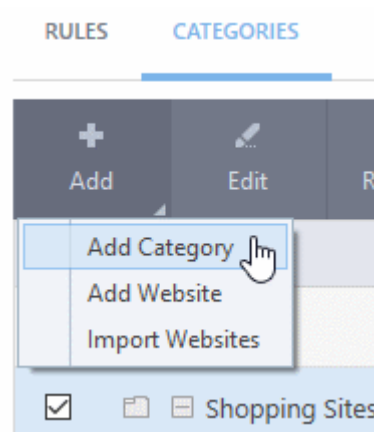 RULES CATEGORIES
Add Edit R
Add Category
Add Website
Import Websites
Shopping Sites